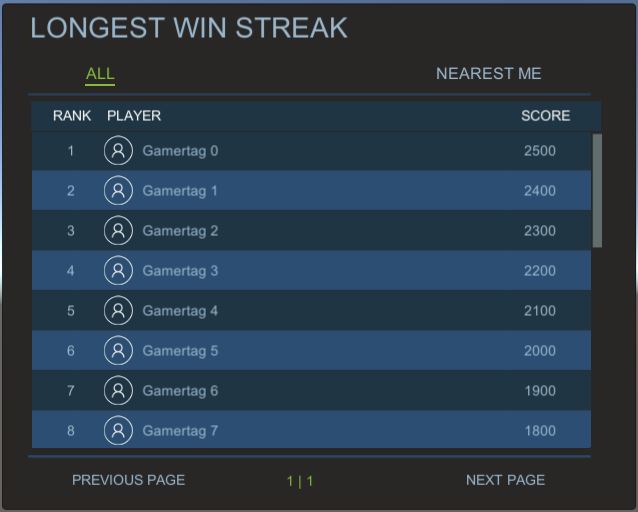 LONGEST WIN STREAK
ALL NEAREST ME
RANK PLAYER SCORE
1 Gamertag 0 2500
2 Gamertag 1 2400
3 Gamertag 2 2300
4 Gamertag 3 2200
5 Gamertag 4 2100
6 Gamertag 5 2000
7 Gamertag 6 1900
8 Gamertag 7 1800
PREVIOUS PAGE 1 | 1 NEXT PAGE